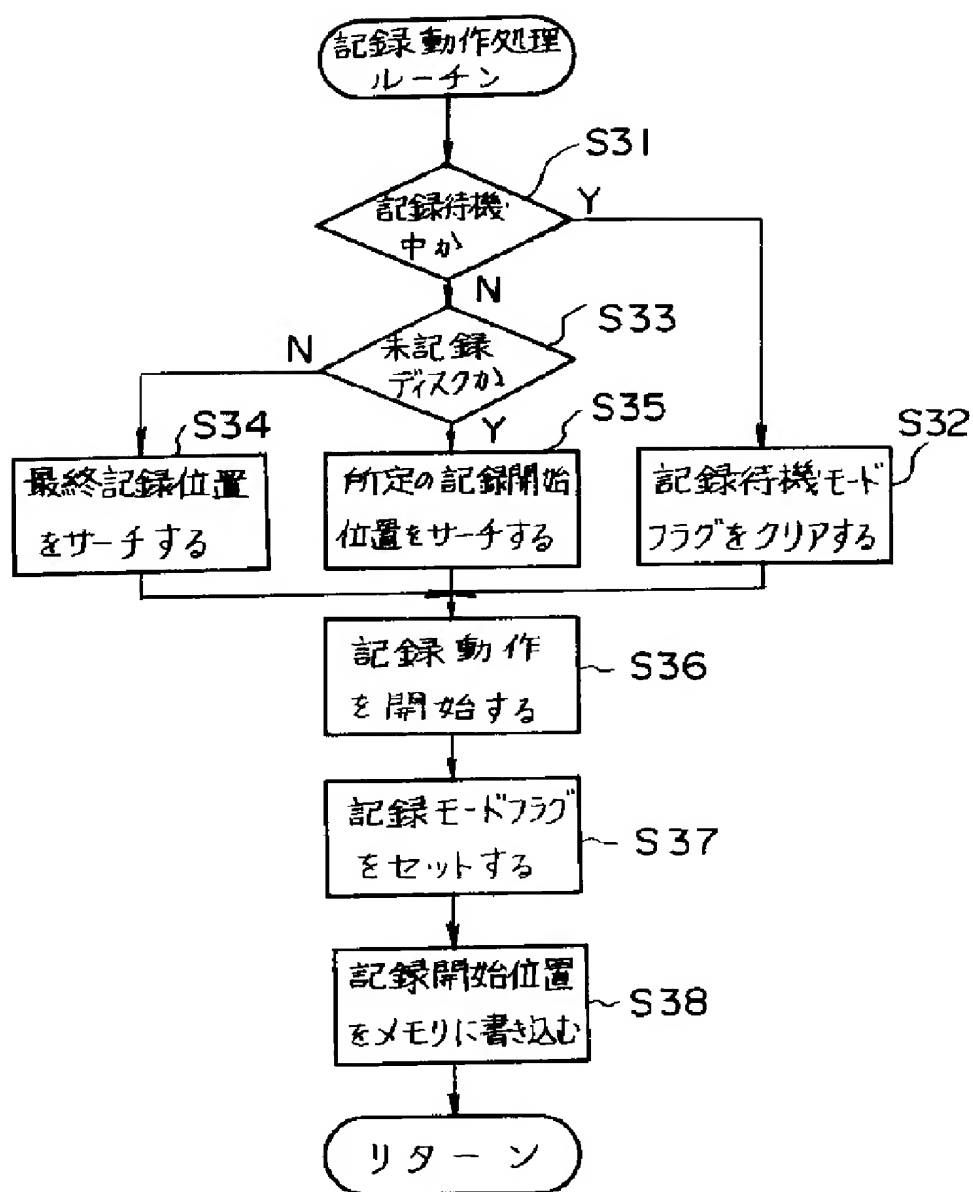 記録動作処理
ルーチン
S31
記録待機
中か
Y
N
S33
未記録
ディスクか
N
Y
S34
最終記録位置
をサーチする
S35
所定の記録開始
位置をサーチする
S32
記録待機モード
フラグをクリアする
記録動作
を開始する
S36
記録モードフラグ
をセットする
S37
記録開始位置
をメモリに書き込む
S38
リターン